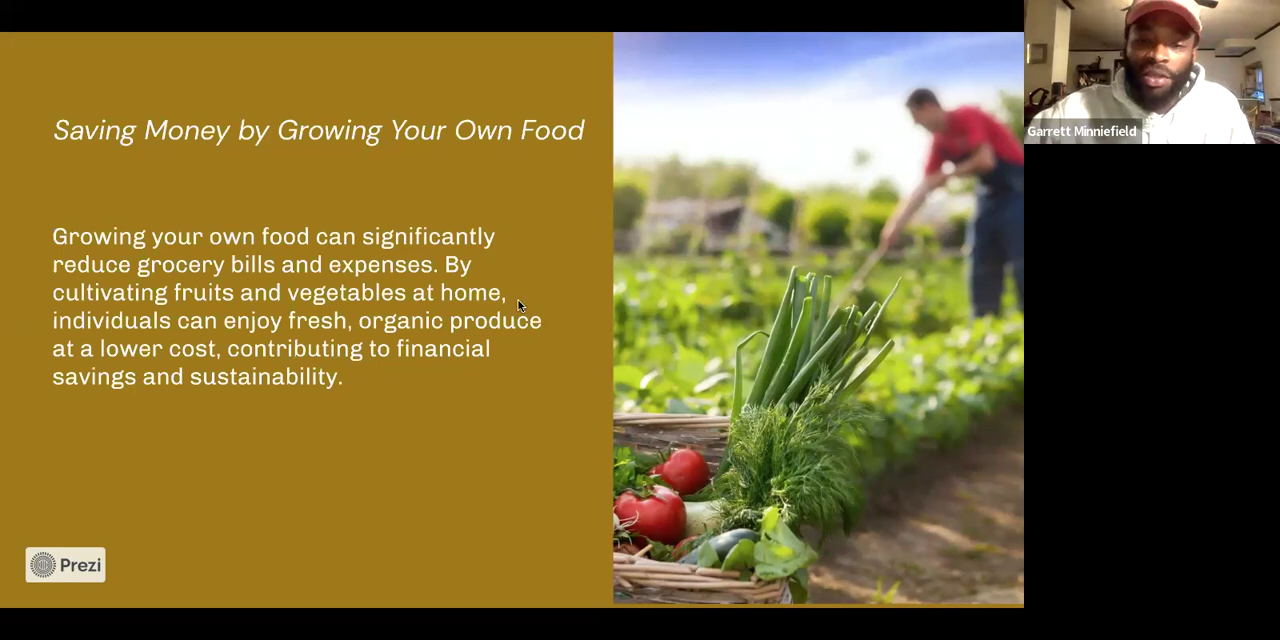 Saving Money by Growing Your Own Food
Growing your own food can significantly
reduce grocery bills and expenses. By
cultivating fruits and vegetables at home,
individuals can enjoy fresh, organic produce
at a lower cost, contributing to financial
savings and sustainability.
Prezi
Garrett Minniefield